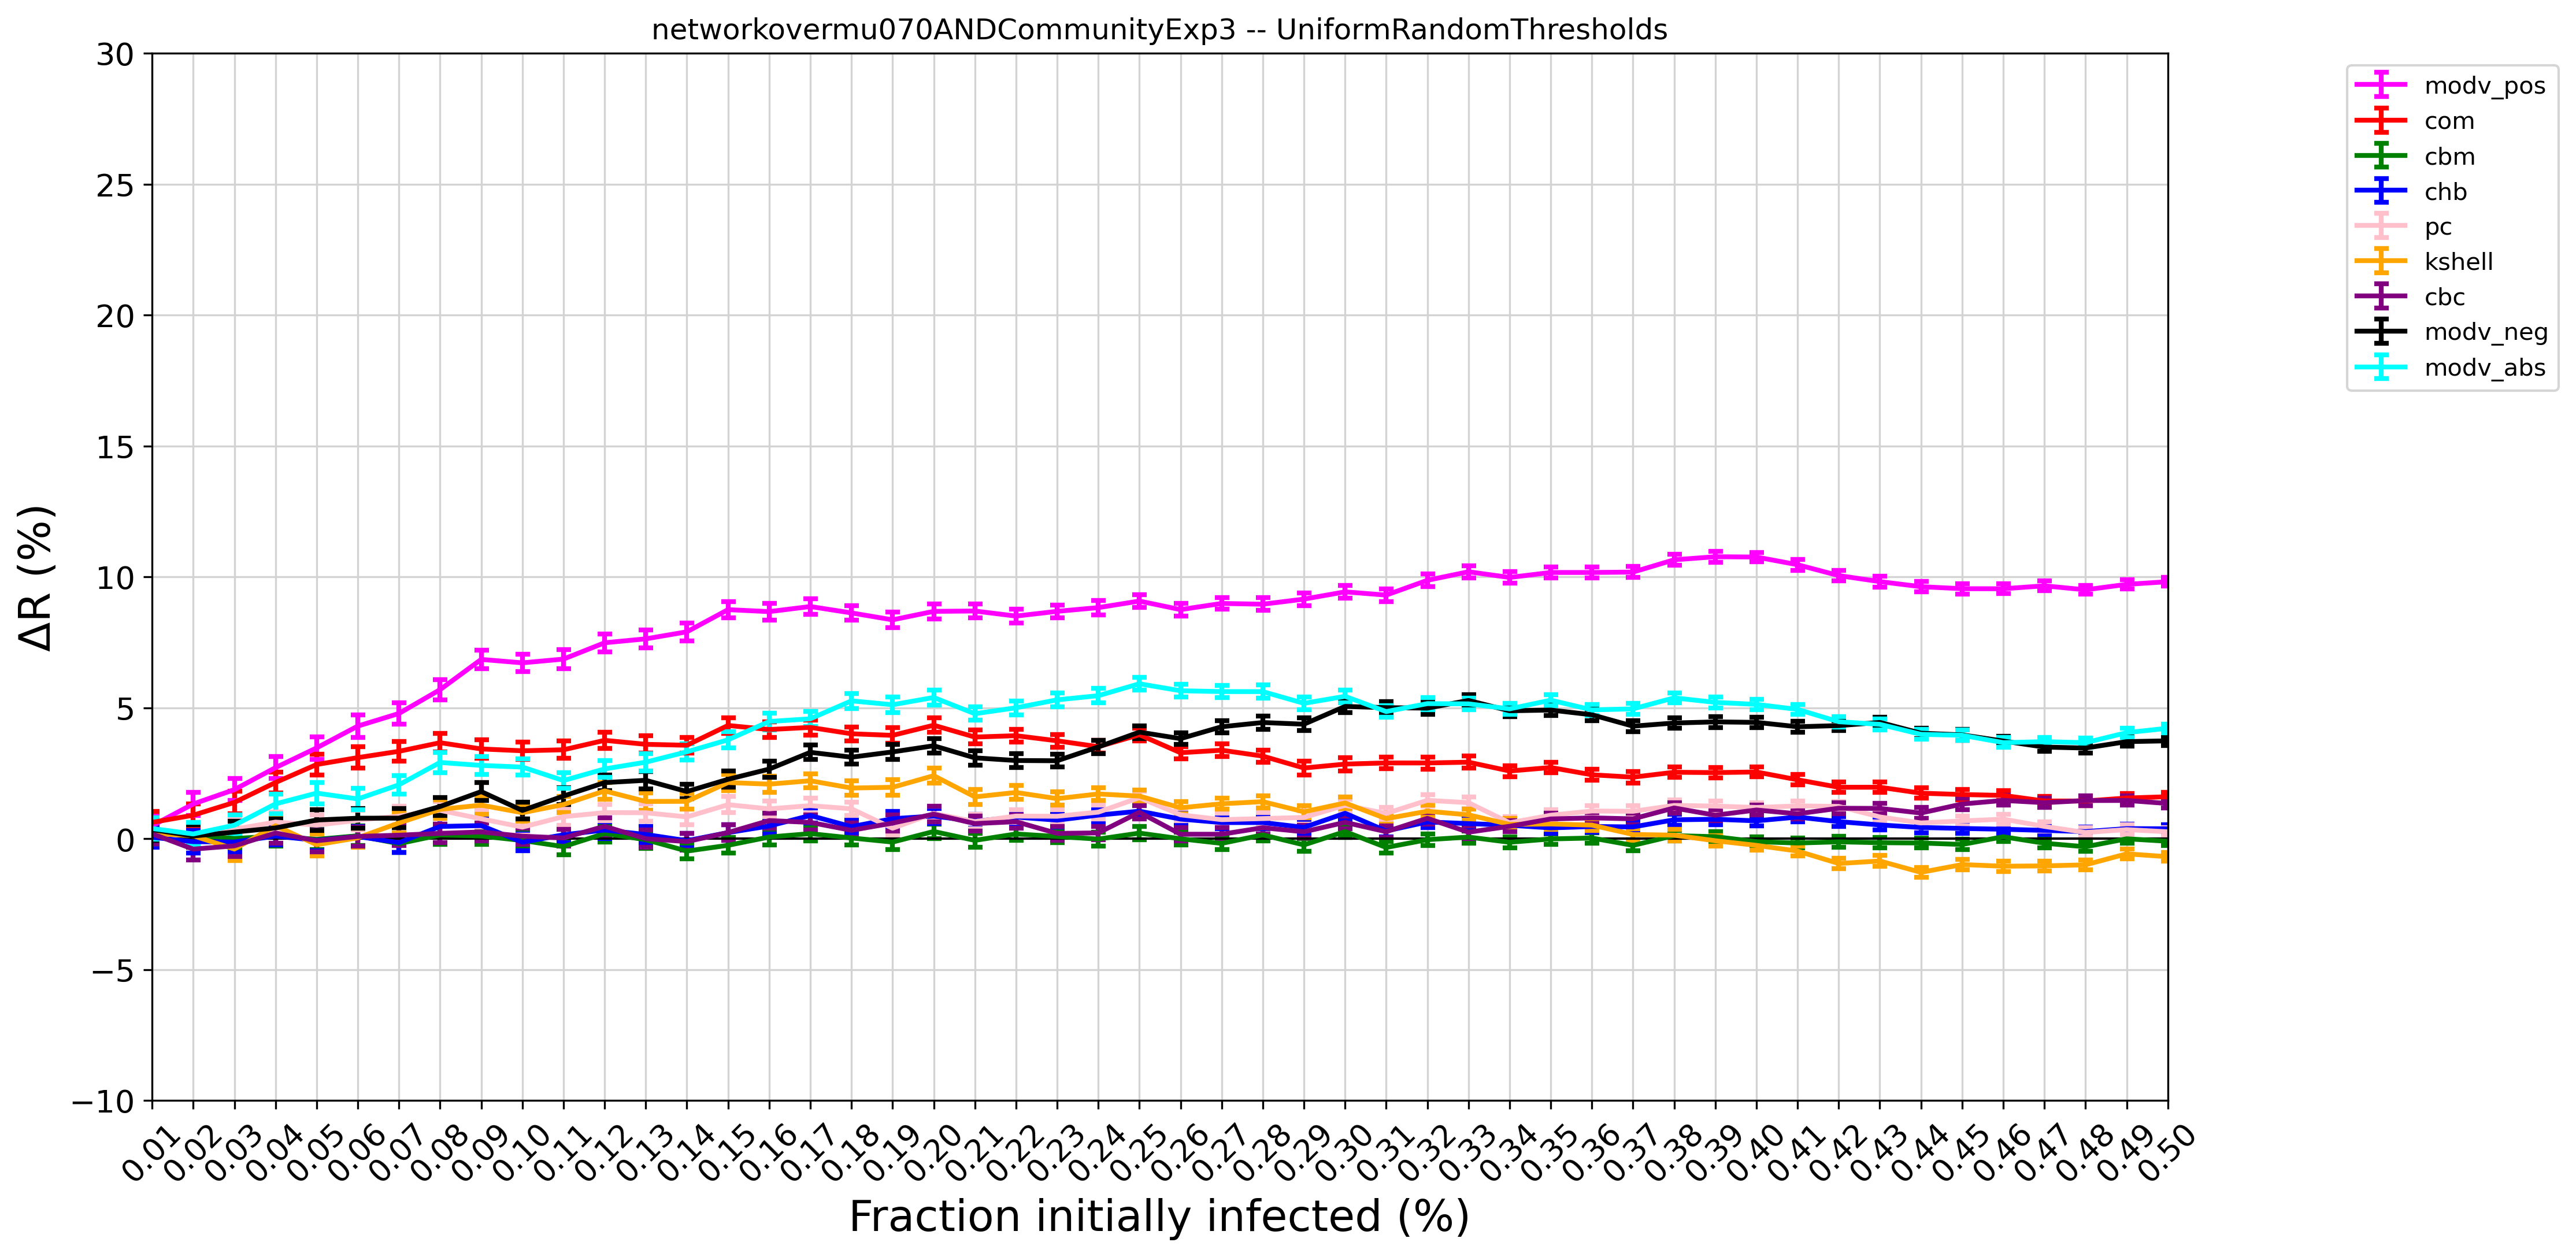 networkovermu070ANDCommunityExp3 -- UniformRandomThresholds
30
25
20
15
10
5
0
−5
−10
ΔR (%)
0.01 0.02 0.03 0.04 0.05 0.06 0.07 0.08 0.09 0.10 0.11 0.12 0.13 0.14 0.15 0.16 0.17 0.18 0.19 0.20 0.21 0.22 0.23 0.24 0.25 0.26 0.27 0.28 0.29 0.30 0.31 0.32 0.33 0.34 0.35 0.36 0.37 0.38 0.39 0.40 0.41 0.42 0.43 0.44 0.45 0.46 0.47 0.48 0.49 0.50
Fraction initially infected (%)
modv_pos
com
cbm
chb
pc
kshell
cbc
modv_neg
modv_abs